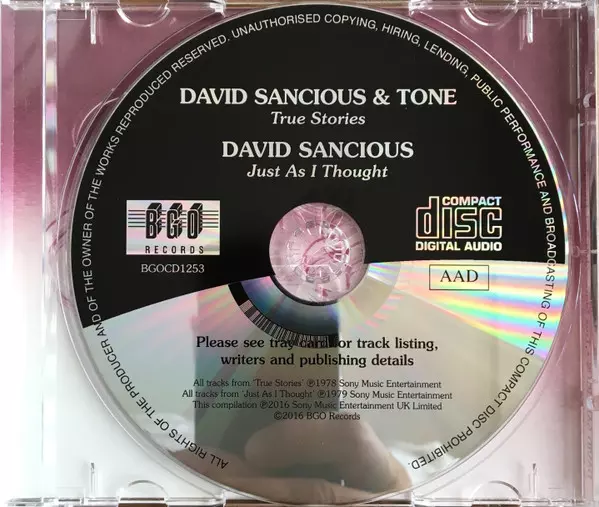 ALL RIGHTS OF THE PRODUCER AND OF THE OWNER OF THE WORKS REPRODUCED RESERVED. UNAUTHORISED COPYING, HIRING, LENDING, PUBLIC PERFORMANCE AND BROADCASTING OF THIS COMPACT DISC PROHIBITED.
DAVID SANCIOUS & TONE
True Stories
DAVID SANCIOUS
Just As I Thought
BGO
RECORDS
BGOCD1253
COMPACT
disc
DIGITAL AUDIO
AAD
Please see tray card for track listing,
writers and publishing details
All tracks from 'True Stories' ℗1978 Sony Music Entertainment
All tracks from 'Just As I Thought' ℗1979 Sony Music Entertainment
This compilation ℗2016 Sony Music Entertainment UK Limited
©2016 BGO Records